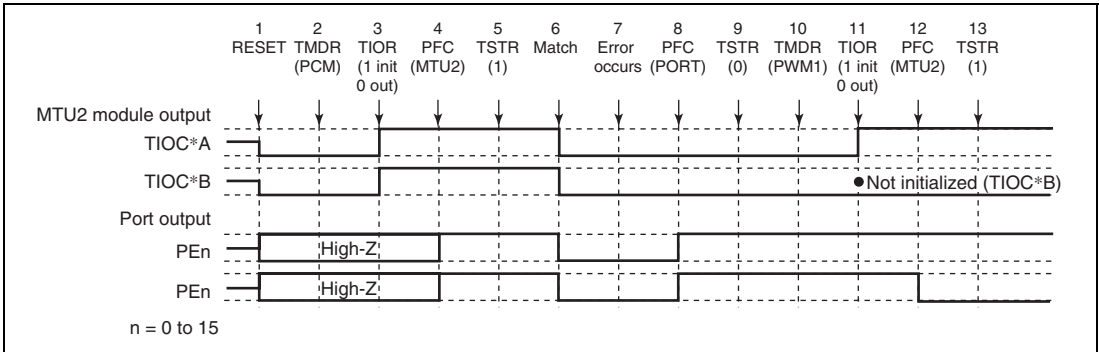 1 2 3 4 5 6 7 8 9 10 11 12 13
RESET TMDR TIOR PFC TSTR Match Error PFC TSTR TMDR TIOR PFC TSTR
(PCM) (1 init (MTU2) (1) occurs (PORT) (0) (PWM1) (1 init (MTU2) (1)
0 out) 0 out)
MTU2 module output
TIOC*A
TIOC*B
Not initialized (TIOC*B)
Port output
PEn
High-Z
PEn
High-Z
n = 0 to 15